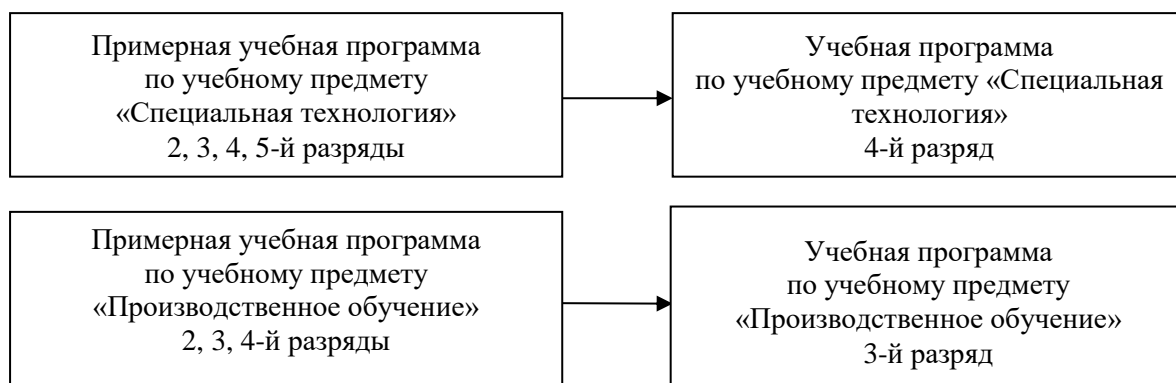 Примерная учебная программа
по учебному предмету
«Специальная технология»
2, 3, 4, 5-й разряды
Учебная программа
по учебному предмету «Специальная
технология»
4-й разряд
Примерная учебная программа
по учебному предмету
«Производственное обучение»
2, 3, 4-й разряды
Учебная программа
по учебному предмету
«Производственное обучение»
3-й разряд